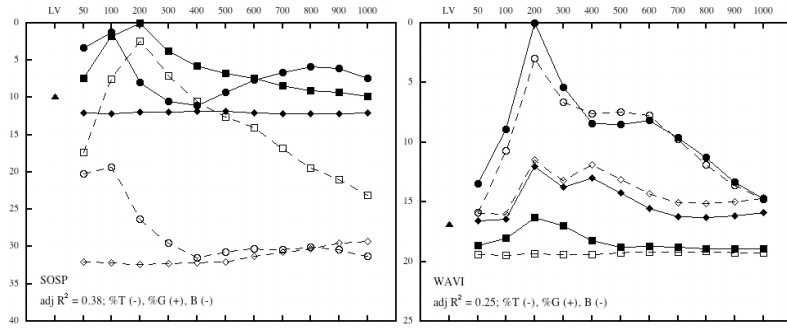 LV 50 100 200 300 400 500 600 700 800 900 1000
0
5
10
15
20
25
30
35
40
SOSP
adj R² = 0.38; %T (-), %G (+), B (-)
LV 50 100 200 300 400 500 600 700 800 900 1000
0
5
10
15
20
25
WAVI
adj R² = 0.25; %T (-), %G (+), B (-)